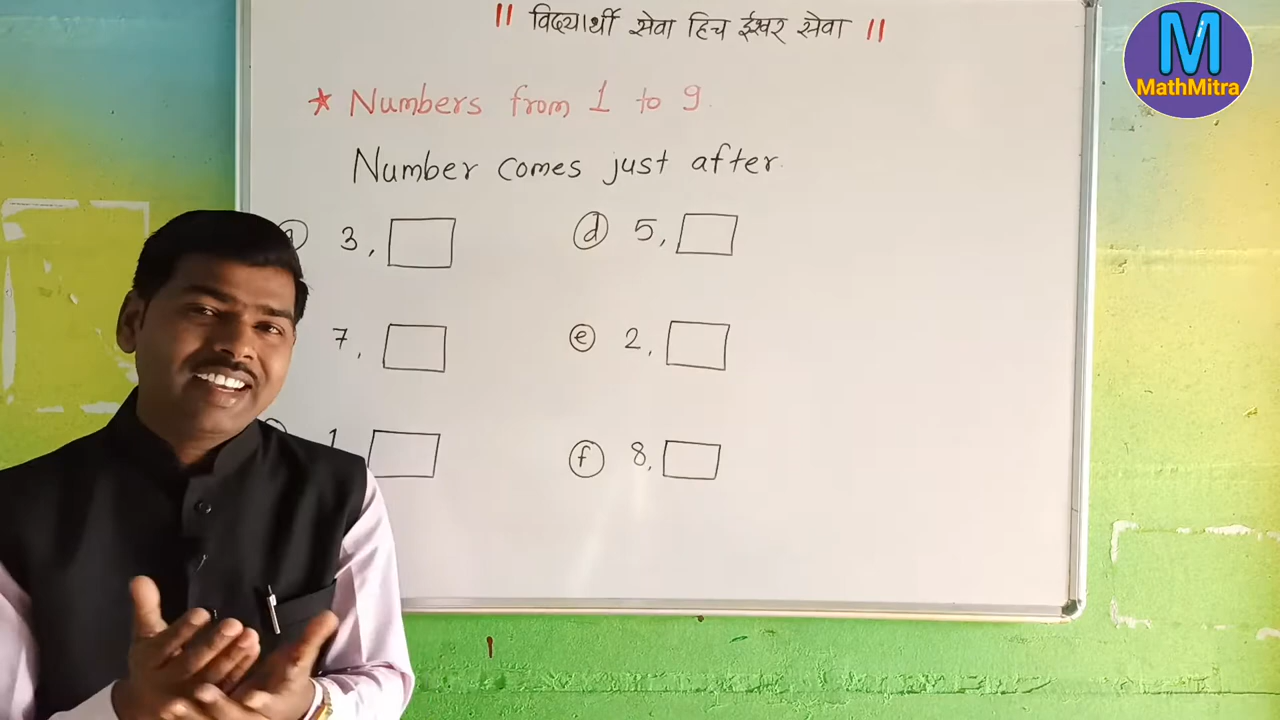 ॥ विद्यार्थी सेवा हिच ईश्वर सेवा ॥
M
MathMitra
* Numbers from 1 to 9.
Number comes just after.
3, 
d 5,
7,
e 2,
1
f 8,